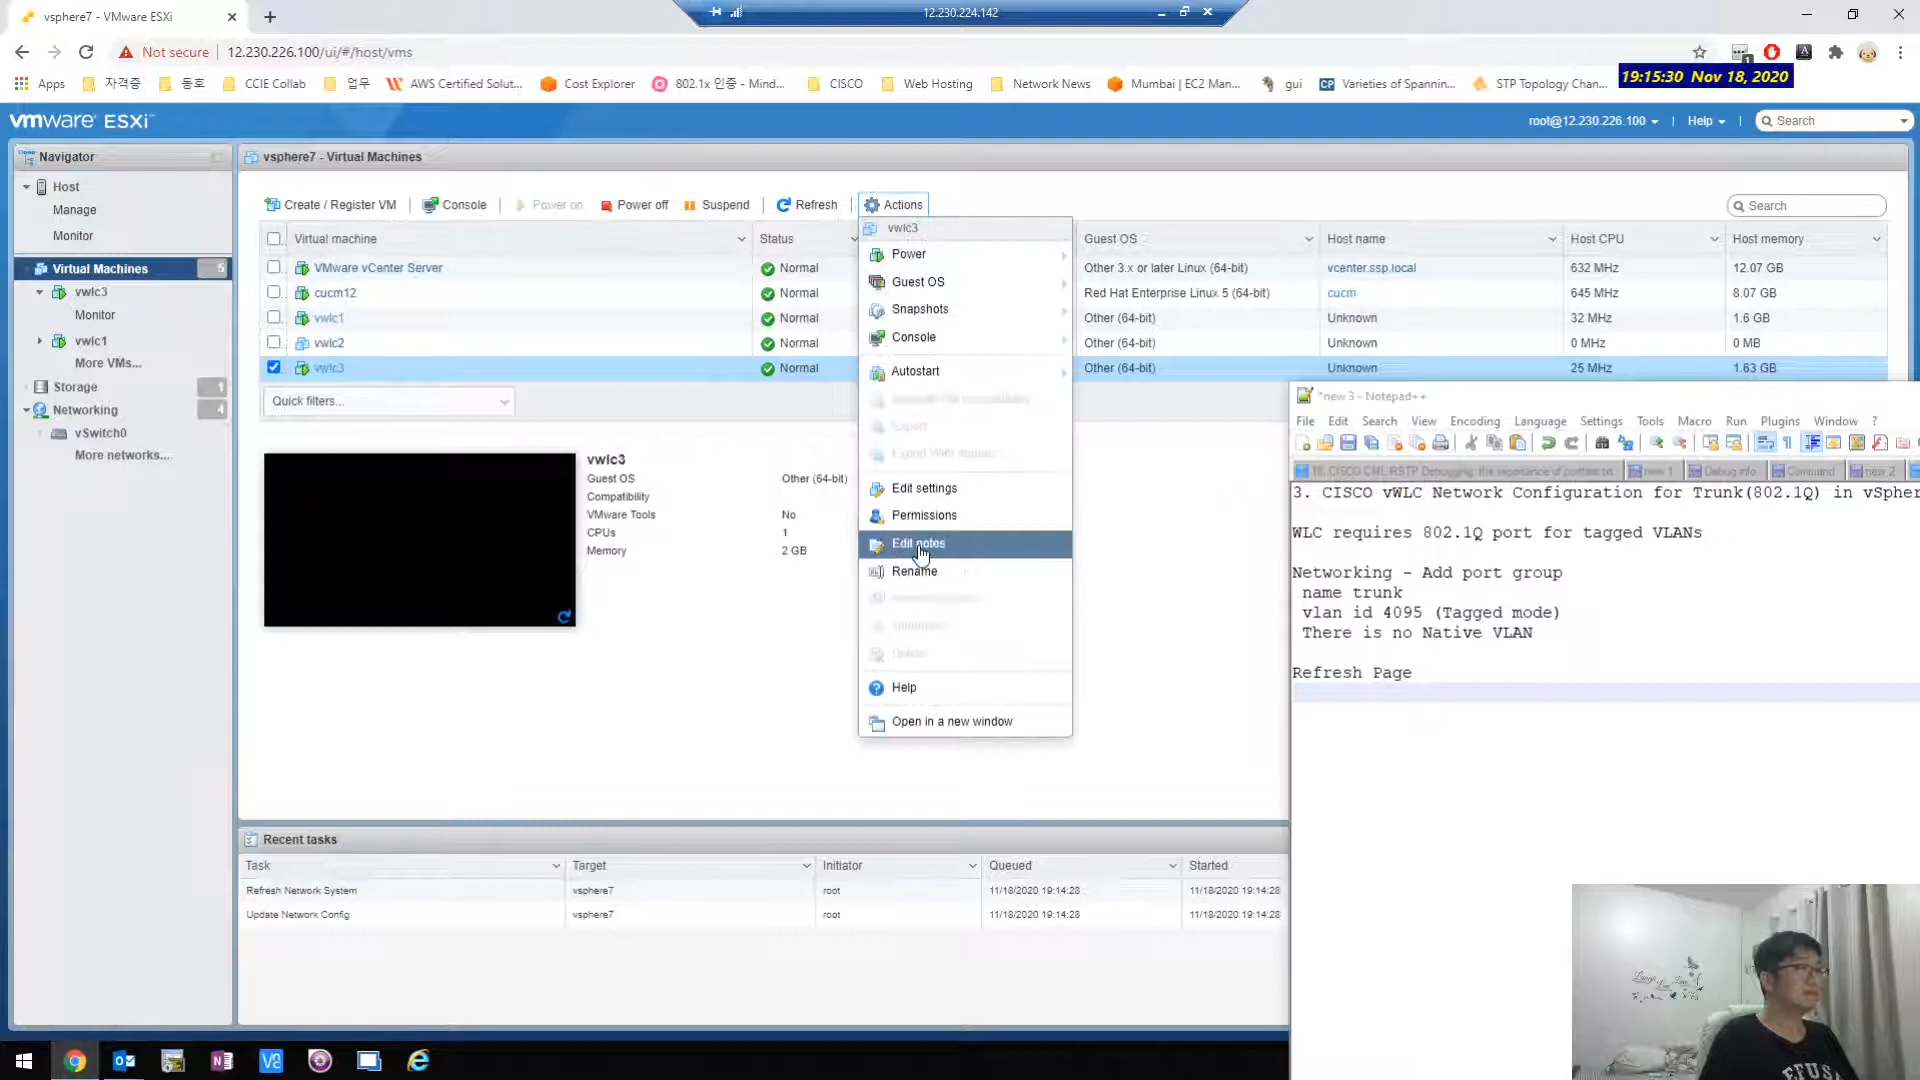 vsphere7 - VMware ESXi
12.230.224.142
Not secure
12.230.226.100/ui/#/host/vms
Apps
자격증
동호
CCIE Collab
업무
AWS Certified Solut...
Cost Explorer
802.1x 인증 - Mind...
CISCO
Web Hosting
Network News
Mumbai | EC2 Man...
gui
CP
Varieties of Spannin...
STP Topology Chan...
19:15:30 Nov 18, 2020
vmware ESXi
root@12.230.226.100
Help
Search
Navigator
Host
Manage
Monitor
Virtual Machines 5
vwlc3
Monitor
vwlc1
More VMs...
Storage 1
Networking 4
vSwitch0
More networks...
vsphere7 - Virtual Machines
Create / Register VM
Console
Power on
Power off
Suspend
Refresh
Actions
Search
Virtual machine Status Guest OS Host name Host CPU Host memory
VMware vCenter Server Normal Other 3.x or later Linux (64-bit) vcenter.ssp.local 632 MHz 12.07 GB
cucm12 Normal Red Hat Enterprise Linux 5 (64-bit) cucm 645 MHz 8.07 GB
vwlc1 Normal Other (64-bit) Unknown 32 MHz 1.6 GB
vwlc2 Normal Other (64-bit) Unknown 0 MHz 0 MB
vwlc3 Normal Other (64-bit) Unknown 25 MHz 1.63 GB
Quick filters...
vwlc3
Guest OS Other (64-bit)
Compatibility
VMware Tools No
CPUs 1
Memory 2 GB
vwlc3
Power
Guest OS
Snapshots
Console
Autostart
Export
Edit settings
Permissions
Edit notes
Rename
Delete
Help
Open in a new window
*new 3 - Notepad++
File Edit Search View Encoding Language Settings Tools Macro Run Plugins Window ?
new 1
Debug info
Command
new 2
3. CISCO vWLC Network Configuration for Trunk(802.1Q) in vSpher
WLC requires 802.1Q port for tagged VLANs
Networking - Add port group
name trunk
vlan id 4095 (Tagged mode)
There is no Native VLAN
Refresh Page
Recent tasks
Task Target Initiator Queued Started
Refresh Network System vsphere7 root 11/18/2020 19:14:28 11/18/2020 19:14:28
Update Network Config vsphere7 root 11/18/2020 19:14:28 11/18/2020 19:14:28